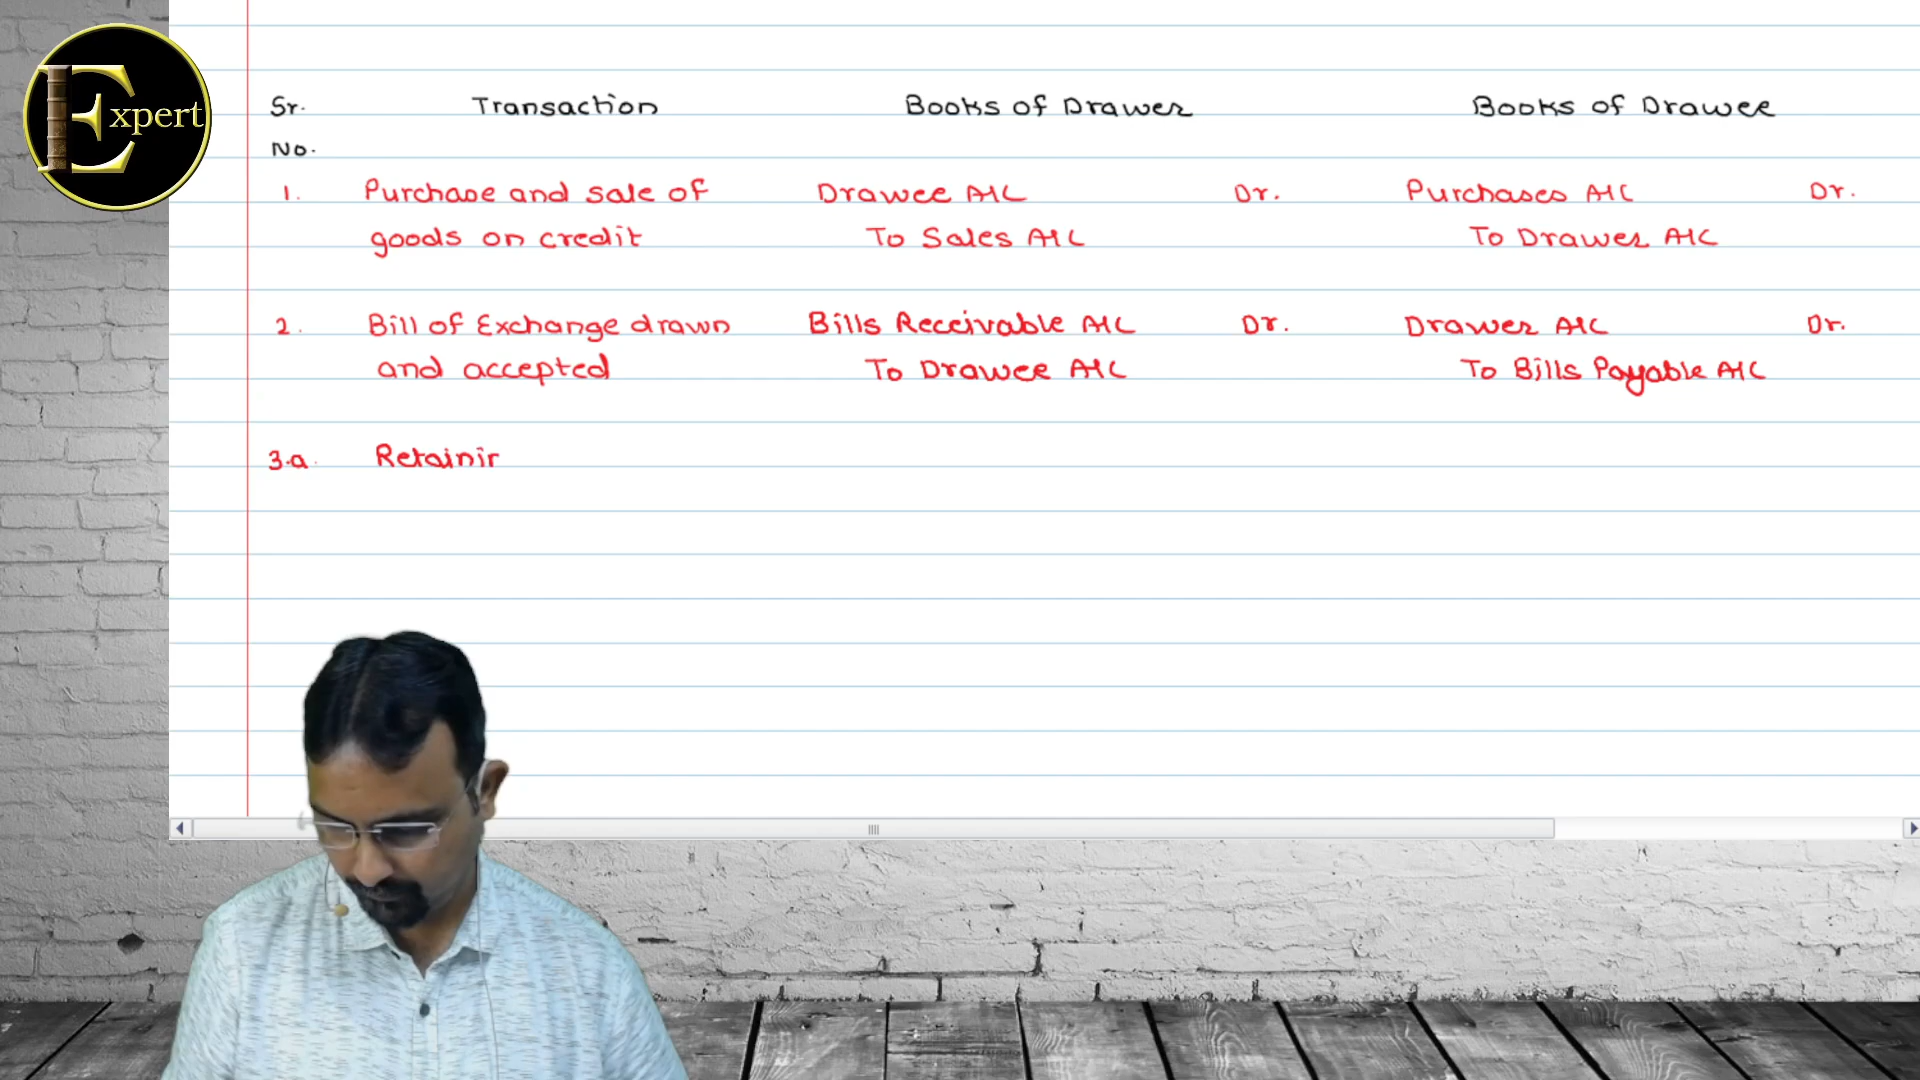 Expert
Sr. Transaction Books of Drawer Books of Drawee
No.
1. Purchase and sale of Drawee A/C Dr. Purchases A/C Dr.
goods on credit To Sales A/C To Drawer A/C
2. Bill of Exchange drawn Bills Receivable A/C Dr. Drawer A/C Dr.
and accepted To Drawee A/C To Bills Payable A/C
3.a. Retainir